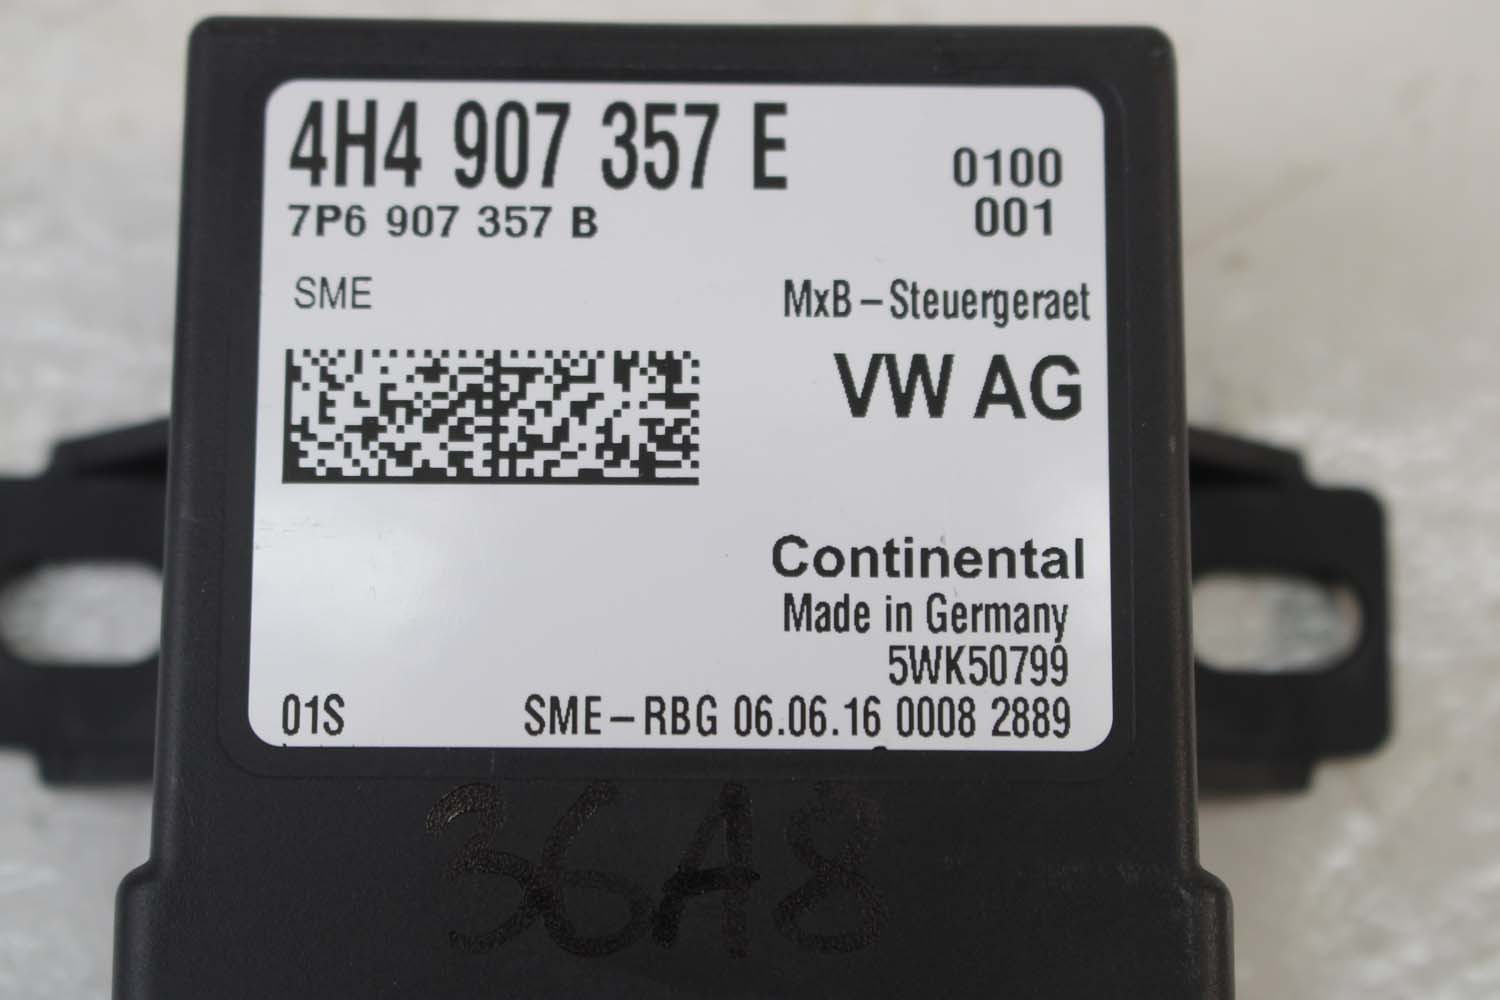 4H4 907 357 E
7P6 907 357 B
0100
001
SME
MxB-Steuergeraet
VW AG
Continental
Made in Germany
5WK50799
01S SME-RBG 06.06.16 0008 2889
36A8